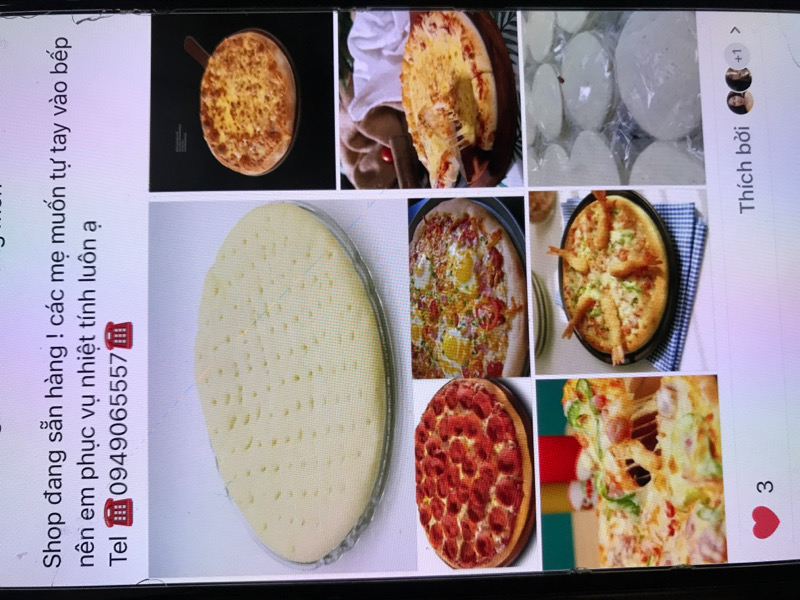 Shop đang sẵn hàng ! các mẹ muốn tự tay vào bếp
nên em phục vụ nhiệt tính luôn ạ
Tel ☎️0949065557☎️
Thích bởi
+1
3